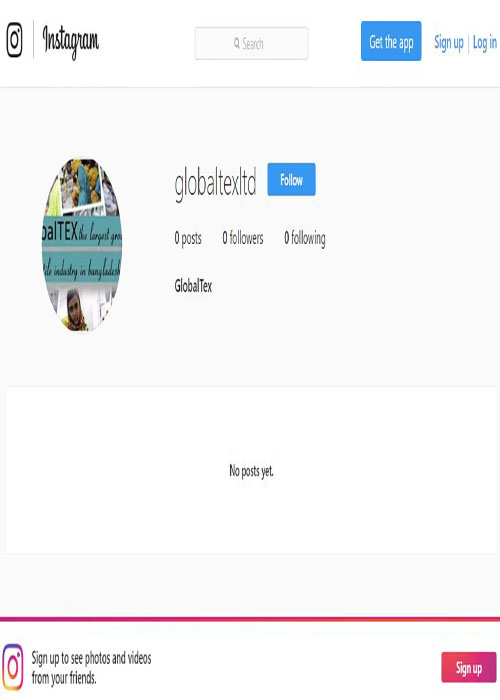 Instagram
Search
Get the app
Sign up | Log in
globaltexltd
Follow
0 posts
0 followers
0 following
GlobalTex
balTEX the largest gro
ile industry in bangladesh
No posts yet.
Sign up to see photos and videos
from your friends.
Sign up